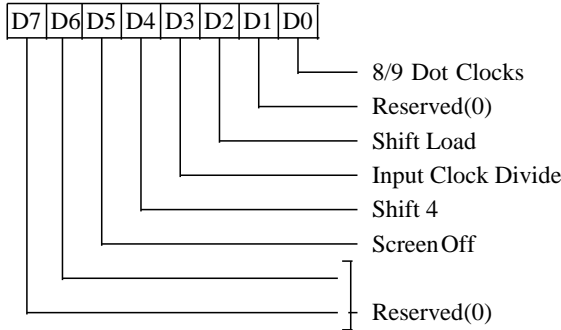 D7 D6 D5 D4 D3 D2 D1 D0
8/9 Dot Clocks
Reserved(0)
Shift Load
Input Clock Divide
Shift 4
Screen Off
Reserved(0)